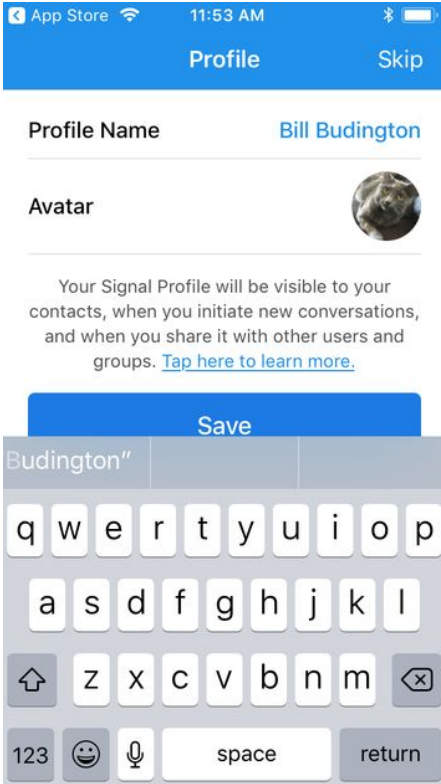 App Store 11:53 AM
Profile Skip
Profile Name Bill Budington
Avatar
Your Signal Profile will be visible to your
contacts, when you initiate new conversations,
and when you share it with other users and
groups. Tap here to learn more.
Save
Budington"
q w e r t y u i o p
a s d f g h j k l
z x c v b n m
123 space return